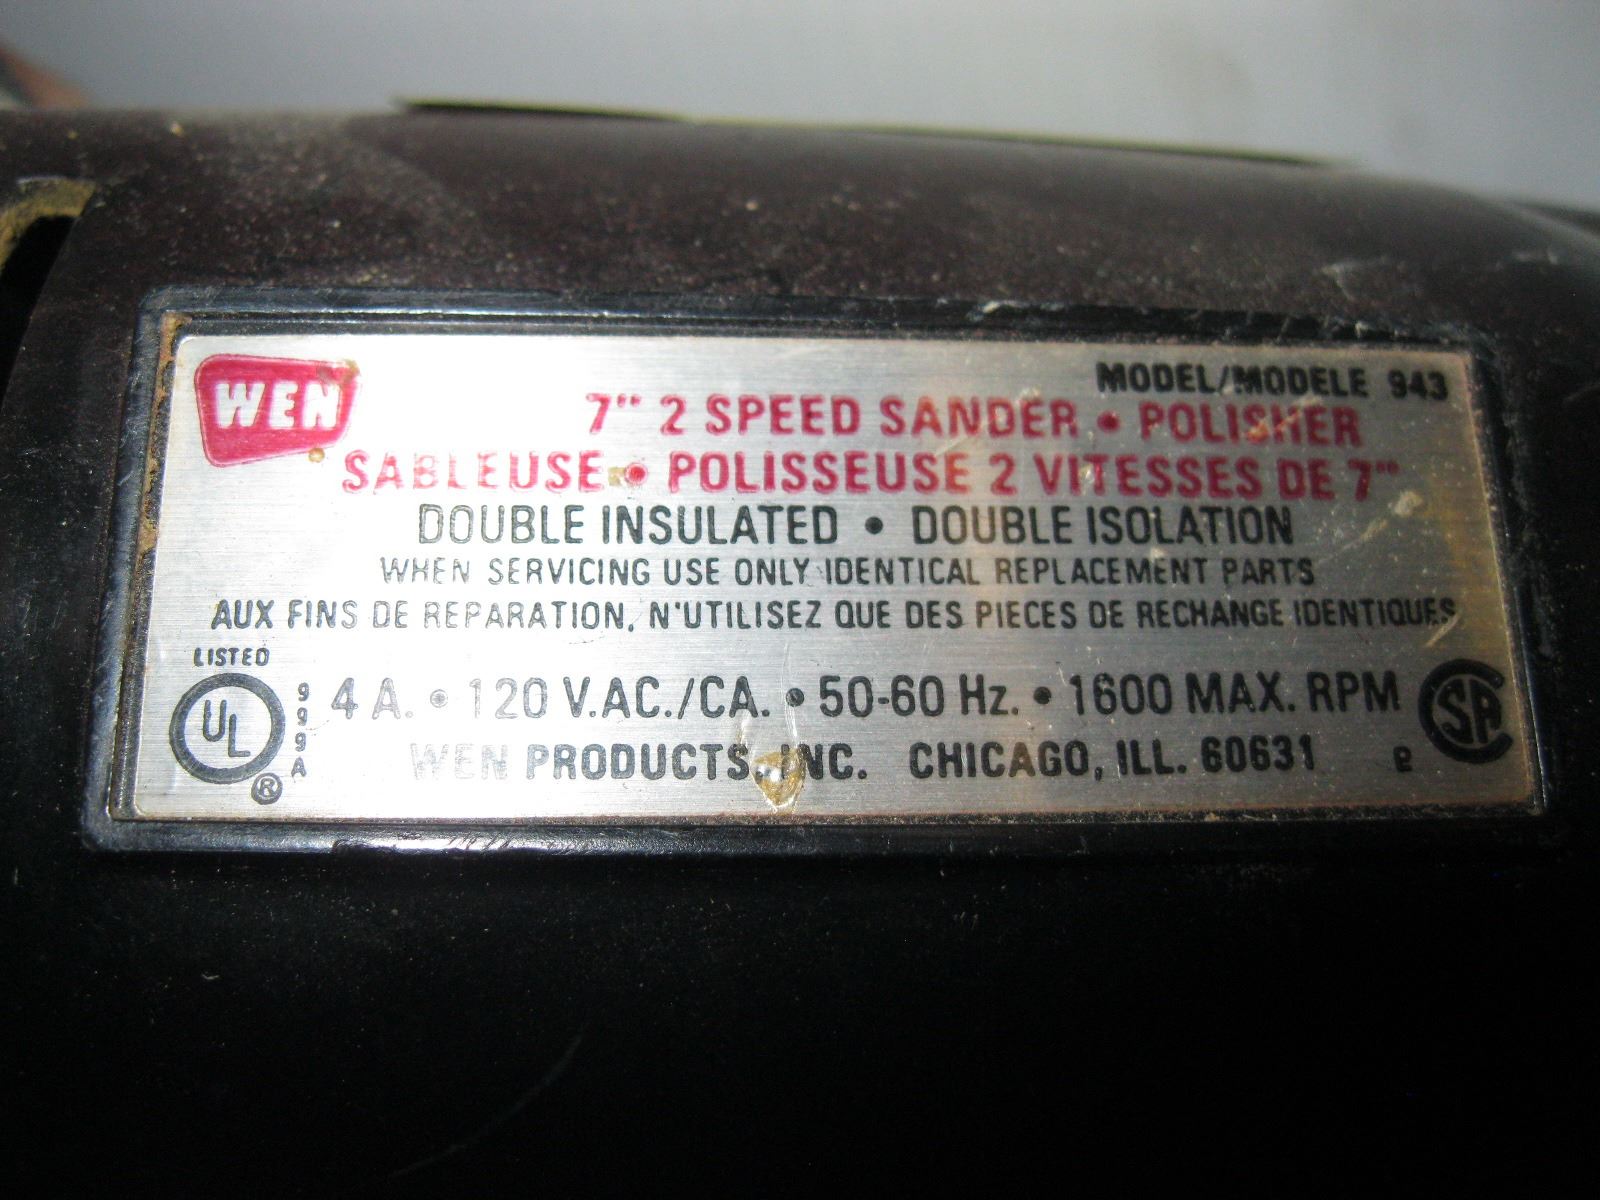 WEN
MODEL/MODELE 943
7" 2 SPEED SANDER • POLISHER
SABLEUSE • POLISSEUSE 2 VITESSES DE 7"
DOUBLE INSULATED • DOUBLE ISOLATION
WHEN SERVICING USE ONLY IDENTICAL REPLACEMENT PARTS
AUX FINS DE REPARATION, N'UTILISEZ QUE DES PIECES DE RECHANGE IDENTIQUES
LISTED
UL ®
999A
4 A. • 120 V.AC./CA. • 50-60 Hz. • 1600 MAX. RPM
SA
WEN PRODUCTS, INC. CHICAGO, ILL. 60631